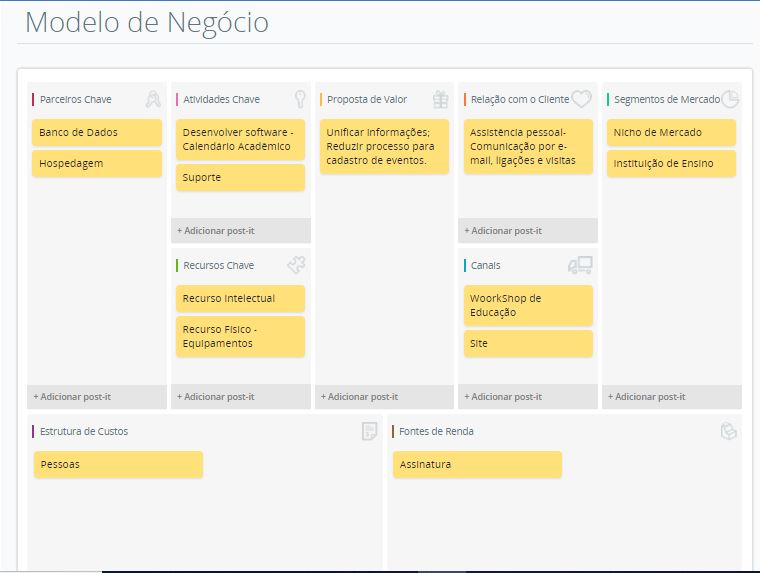 Modelo de Negócio
Parceiros Chave
Banco de Dados
Hospedagem
+ Adicionar post-it
Atividades Chave
Desenvolver software -
Calendário Acadêmico
Suporte
+ Adicionar post-it
Recursos Chave
Recurso Intelectual
Recurso Físico -
Equipamentos
+ Adicionar post-it
Proposta de Valor
Unificar Informações;
Reduzir processo para
cadastro de eventos.
+ Adicionar post-it
Relação com o Cliente
Assistência pessoal-
Comunicação por e-
mail, ligações e visitas
+ Adicionar post-it
Canais
WoorkShop de
Educação
Site
+ Adicionar post-it
Segmentos de Mercado
Nicho de Mercado
Instituição de Ensino
+ Adicionar post-it
Estrutura de Custos
Pessoas
Fontes de Renda
Assinatura